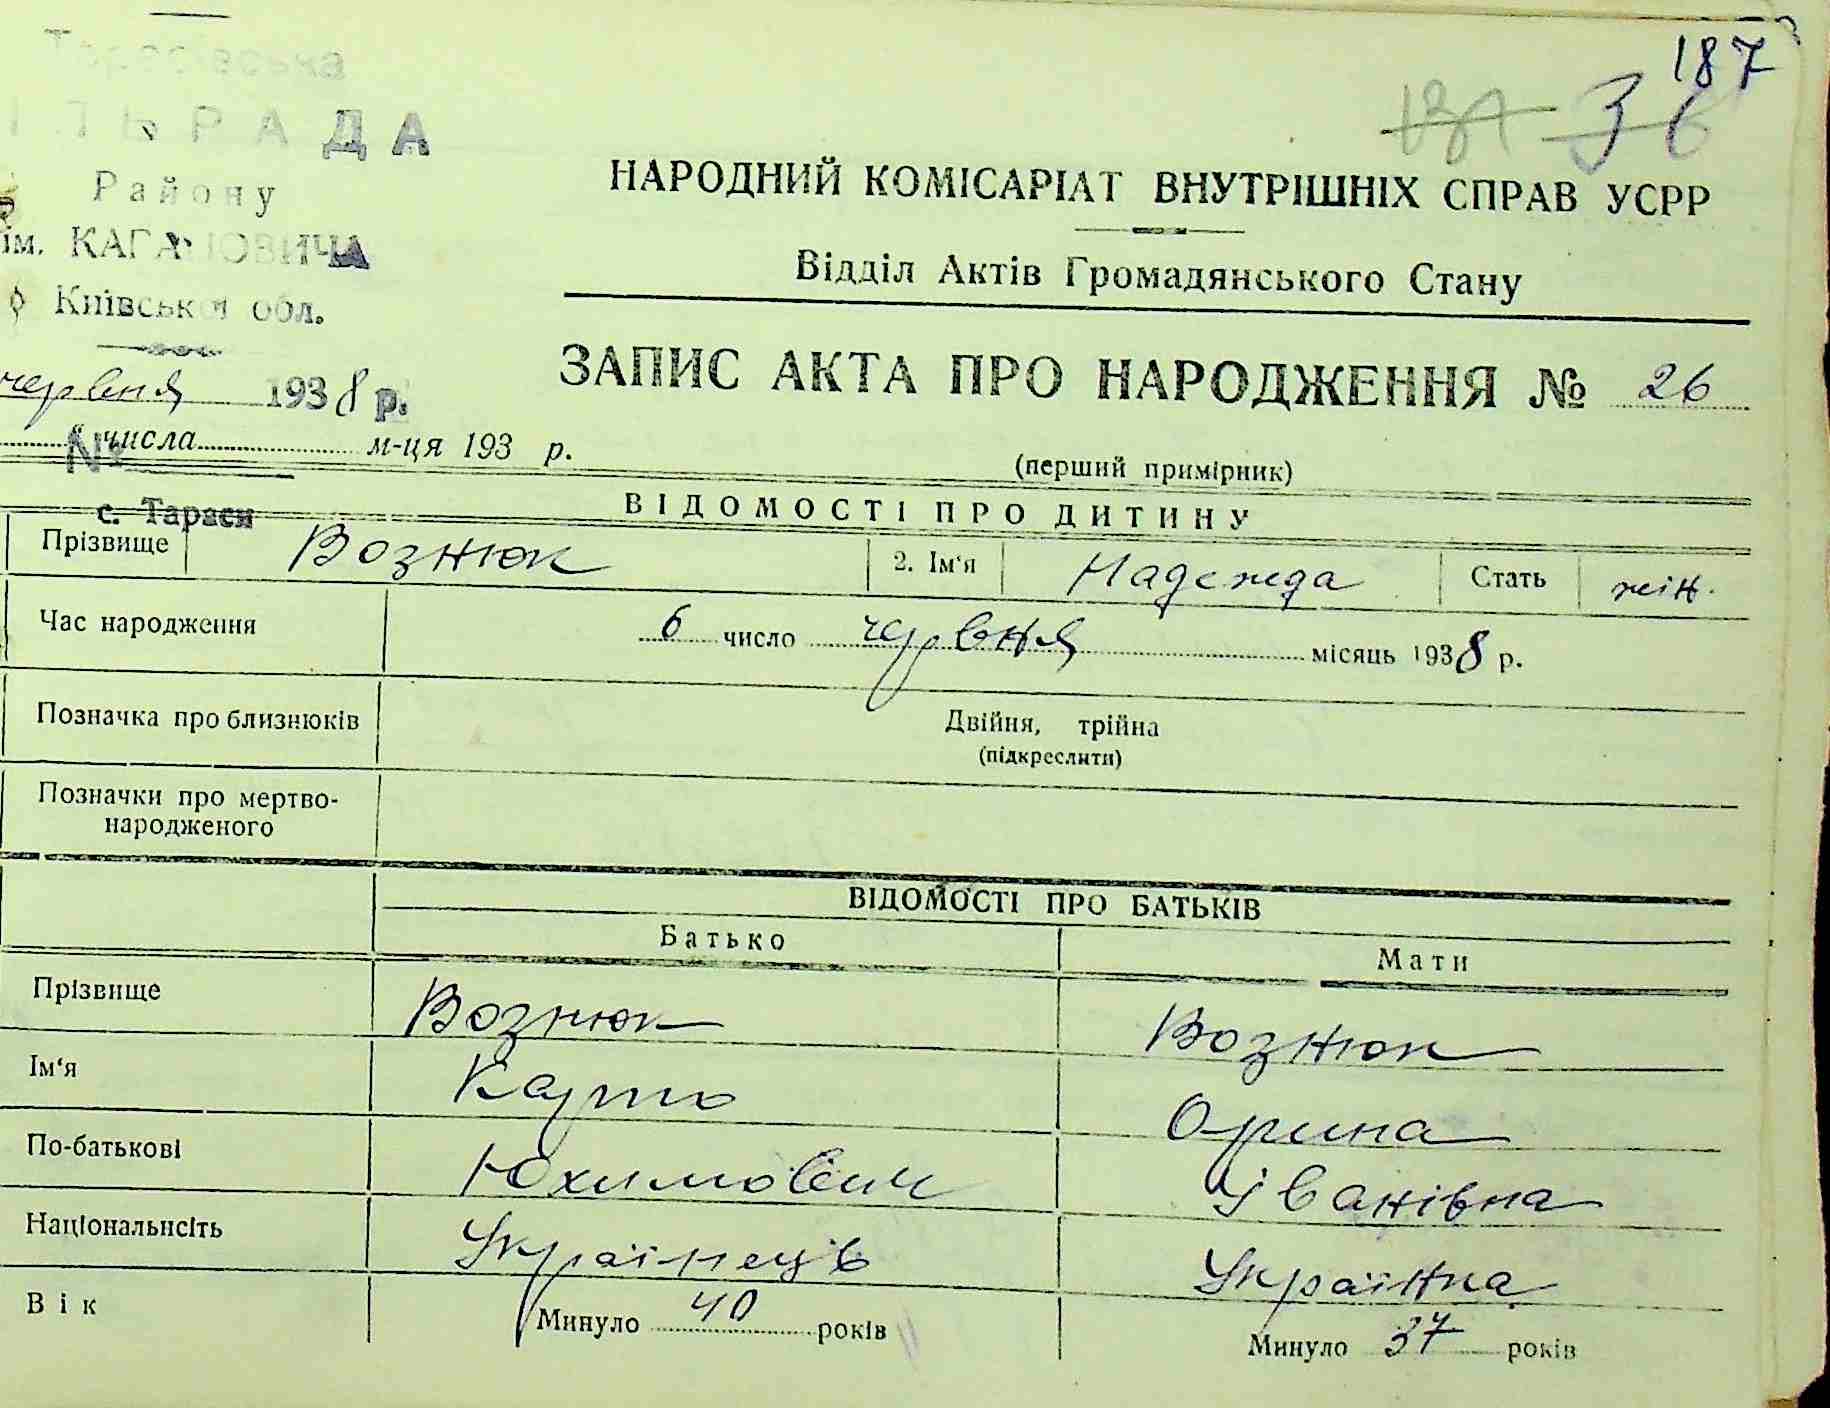 187
36
Тарасівська
ІЛЬРАДА
Району
ім. КАГАНОВИЧА
Київської обл.
НАРОДНИЙ КОМІСАРІАТ ВНУТРІШНІХ СПРАВ УСРР
Відділ Актів Громадянського Стану
червня 1938 р.
ЗАПИС АКТА ПРО НАРОДЖЕННЯ № 26
числа м-ця 193 р.
№
(перший примірник)
с. Тараси
ВІДОМОСТІ ПРО ДИТИНУ
Прізвище Вознюк 2. Ім‘я Надежда Стать жін.
Час народження 6 число червня місяць 1938 р.
Позначка про близнюків Двійня, трійна
(підкреслити)
Позначки про мертво-
народженого
ВІДОМОСТІ ПРО БАТЬКІВ
Батько Мати
Прізвище Вознюк Вознюк
Ім‘я Карпо Орина
По-батькові Юхимович Іванівна
Національнсіть Українець Українка
Вік Минуло 40 років Минуло 37 років